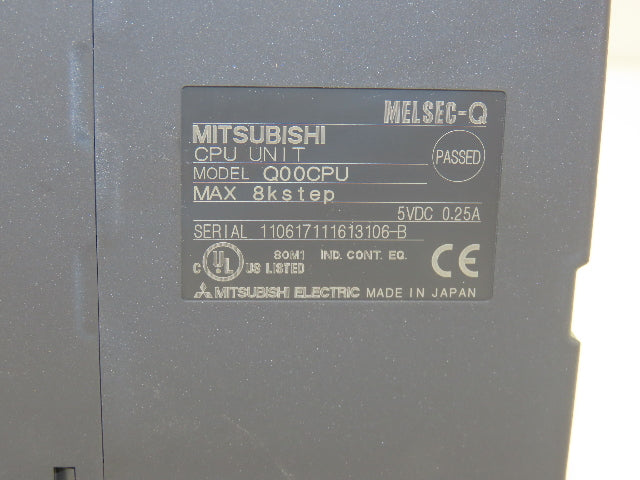 MELSEC-Q
MITSUBISHI
CPU UNIT
PASSED
MODEL Q00CPU
MAX 8kstep
5VDC 0.25A
SERIAL 110617111613106-B
80M1 IND. CONT. EQ.
C UL US LISTED
CE
MITSUBISHI ELECTRIC MADE IN JAPAN